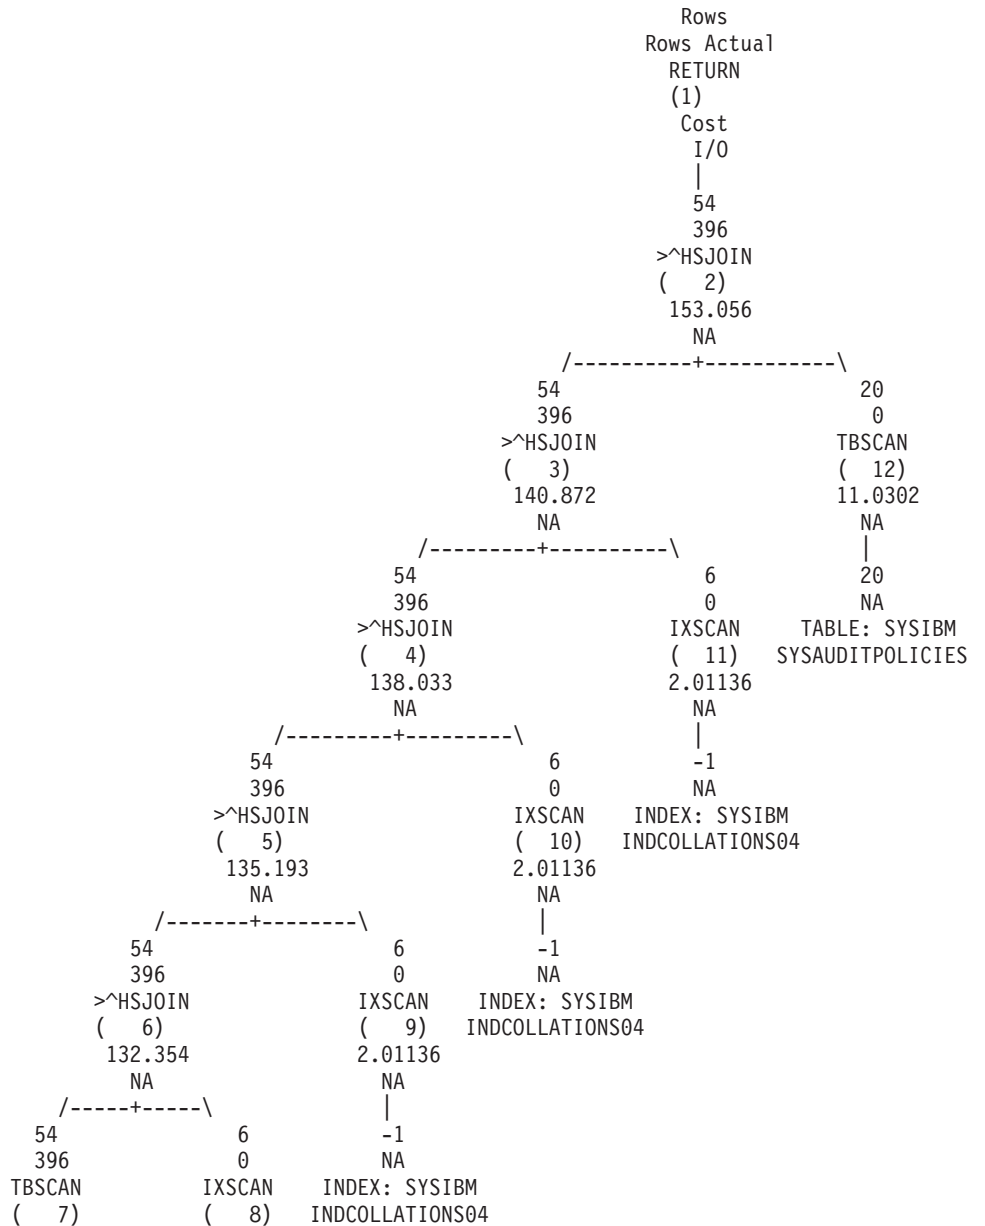 Rows
                                                                Rows Actual
                                                                  RETURN
                                                                  (1)
                                                                   Cost
                                                                    I/O
                                                                    |
                                                                    54
                                                                    396
                                                                >^HSJOIN
                                                                (   2)
                                                                 153.056
                                                                   NA
                                                       /----------+-----------\
                                                     54                        20
                                                     396                        0
                                                 >^HSJOIN                    TBSCAN
                                                 (   3)                      (  12)
                                                  140.872                    11.0302
                                                    NA                         NA
                                         /---------+----------\                |
                                       54                      6               20
                                       396                     0               NA
                                   >^HSJOIN                 IXSCAN       TABLE: SYSIBM
                                   (   4)                   (  11)     SYSAUDITPOLICIES
                                    138.033                 2.01136
                                      NA                      NA
                           /---------+---------\              |
                         54                     6             -1
                         396                    0             NA
                     >^HSJOIN                IXSCAN     INDEX: SYSIBM
                     (   5)                  (  10)    INDCOLLATIONS04
                      135.193                2.01136
                        NA                     NA
               /-------+--------\              |
             54                  6             -1
             396                 0             NA
         >^HSJOIN             IXSCAN     INDEX: SYSIBM
         (   6)               (   9)    INDCOLLATIONS04
          132.354             2.01136
            NA                  NA
      /-----+-----\             |
  54               6            -1
  396              0            NA
TBSCAN          IXSCAN    INDEX: SYSIBM
(   7)          (   8)   INDCOLLATIONS04